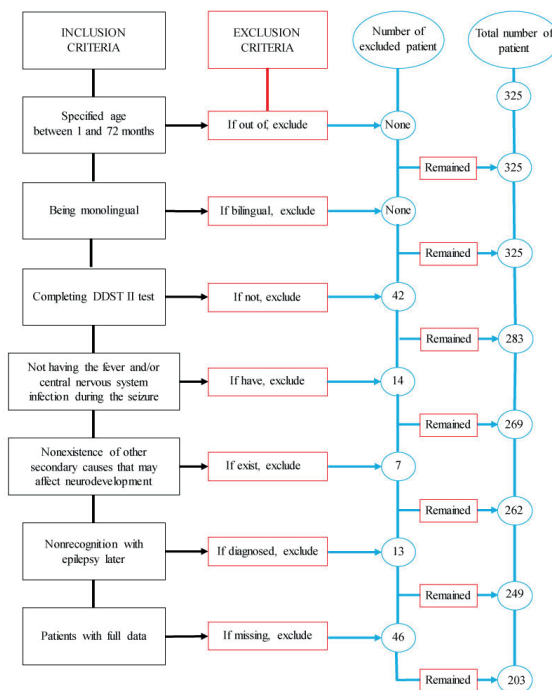 INCLUSION
CRITERIA
EXCLUSION
CRITERIA
Number of
excluded patient
Total number of
patient
325
Specified age
between 1 and 72 months
If out of, exclude
None
Remained
325
Being monolingual
If bilingual, exclude
None
Remained
325
Completing DDST II test
If not, exclude
42
Remained
283
Not having the fever and/or
central nervous system
infection during the seizure
If have, exclude
14
Remained
269
Nonexistence of other
secondary causes that may
affect neurodevelopment
If exist, exclude
7
Remained
262
Nonrecognition with
epilepsy later
If diagnosed, exclude
13
Remained
249
Patients with full data
If missing, exclude
46
Remained
203